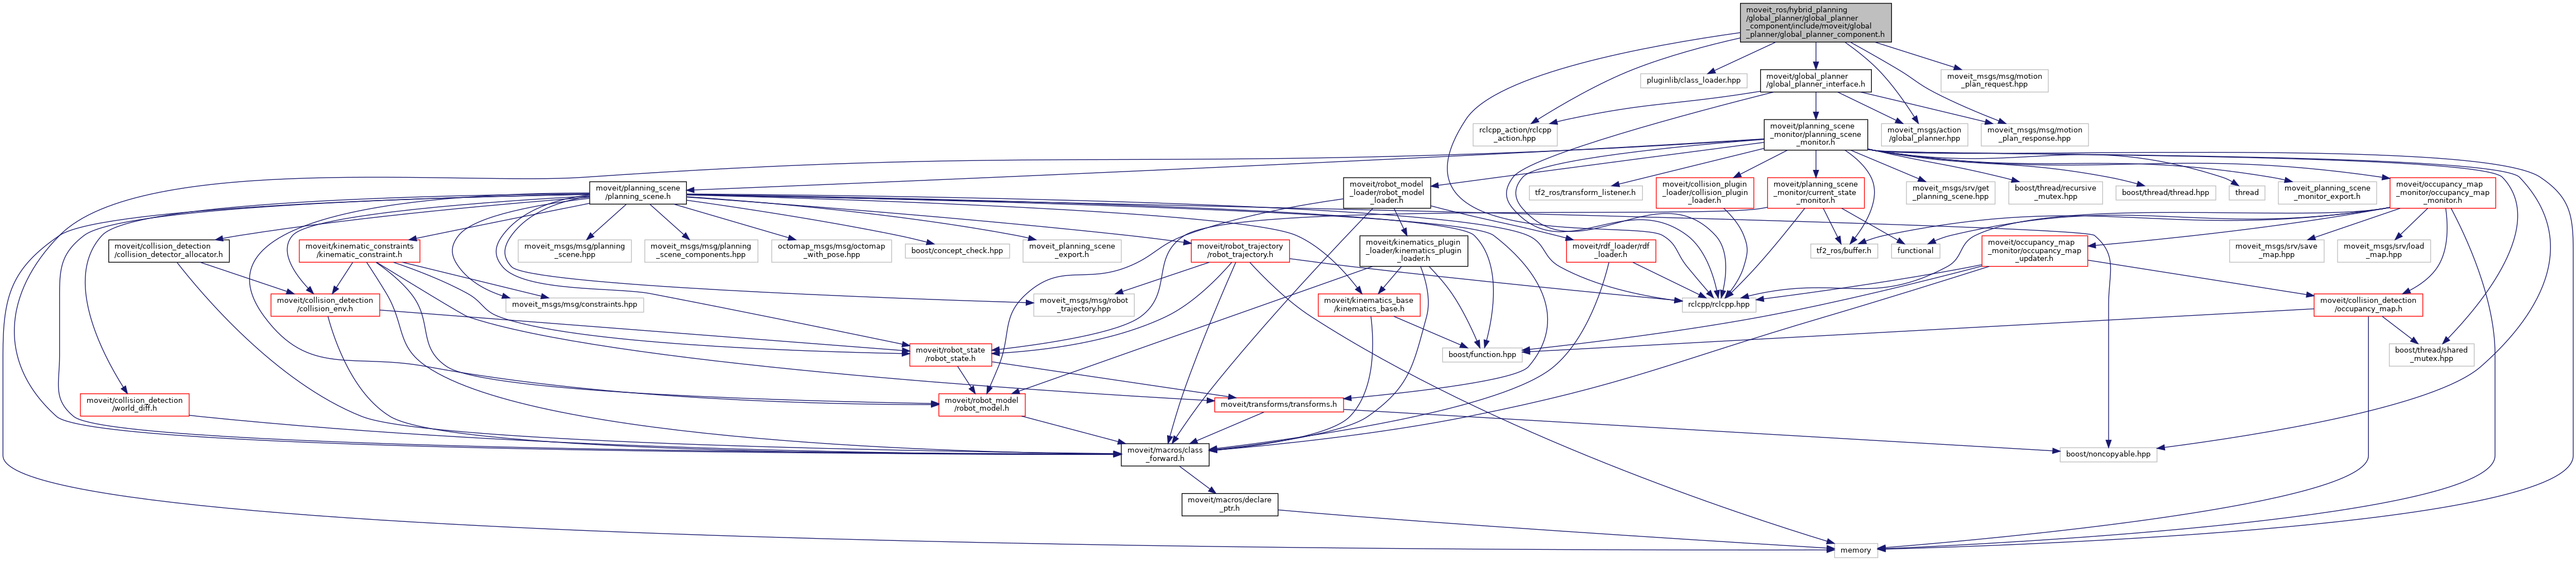 moveit_ros/hybrid_planning
/global_planner/global_planner
_component/include/moveit/global
_planner/global_planner_component.h
pluginlib/class_loader.hpp
moveit/global_planner
/global_planner_interface.h
moveit_msgs/msg/motion
_plan_request.hpp
rclcpp_action/rclcpp
_action.hpp
moveit/planning_scene
_monitor/planning_scene
_monitor.h
moveit_msgs/action
/global_planner.hpp
moveit_msgs/msg/motion
_plan_response.hpp
moveit/planning_scene
/planning_scene.h
moveit/robot_model
_loader/robot_model
_loader.h
tf2_ros/transform_listener.h
moveit/collision_plugin
_loader/collision_plugin
_loader.h
moveit/planning_scene
_monitor/current_state
_monitor.h
moveit_msgs/srv/get
_planning_scene.hpp
boost/thread/recursive
_mutex.hpp
boost/thread/thread.hpp
thread
moveit_planning_scene
_monitor_export.h
moveit/occupancy_map
_monitor/occupancy_map
_monitor.h
moveit/collision_detection
/collision_detector_allocator.h
moveit/kinematic_constraints
/kinematic_constraint.h
moveit_msgs/msg/planning
_scene.hpp
moveit_msgs/msg/planning
_scene_components.hpp
octomap_msgs/msg/octomap
_with_pose.hpp
boost/concept_check.hpp
moveit_planning_scene
_export.h
moveit/robot_trajectory
/robot_trajectory.h
moveit/kinematics_plugin
_loader/kinematics_plugin
_loader.h
moveit/rdf_loader/rdf
_loader.h
tf2_ros/buffer.h
functional
moveit/occupancy_map
_monitor/occupancy_map
_updater.h
moveit_msgs/srv/save
_map.hpp
moveit_msgs/srv/load
_map.hpp
moveit/collision_detection
/collision_env.h
moveit_msgs/msg/constraints.hpp
moveit_msgs/msg/robot
_trajectory.hpp
moveit/kinematics_base
/kinematics_base.h
rclcpp/rclcpp.hpp
moveit/collision_detection
/occupancy_map.h
moveit/robot_state
/robot_state.h
boost/function.hpp
boost/thread/shared
_mutex.hpp
moveit/collision_detection
/world_diff.h
moveit/robot_model
/robot_model.h
moveit/transforms/transforms.h
moveit/macros/class
_forward.h
boost/noncopyable.hpp
moveit/macros/declare
_ptr.h
memory